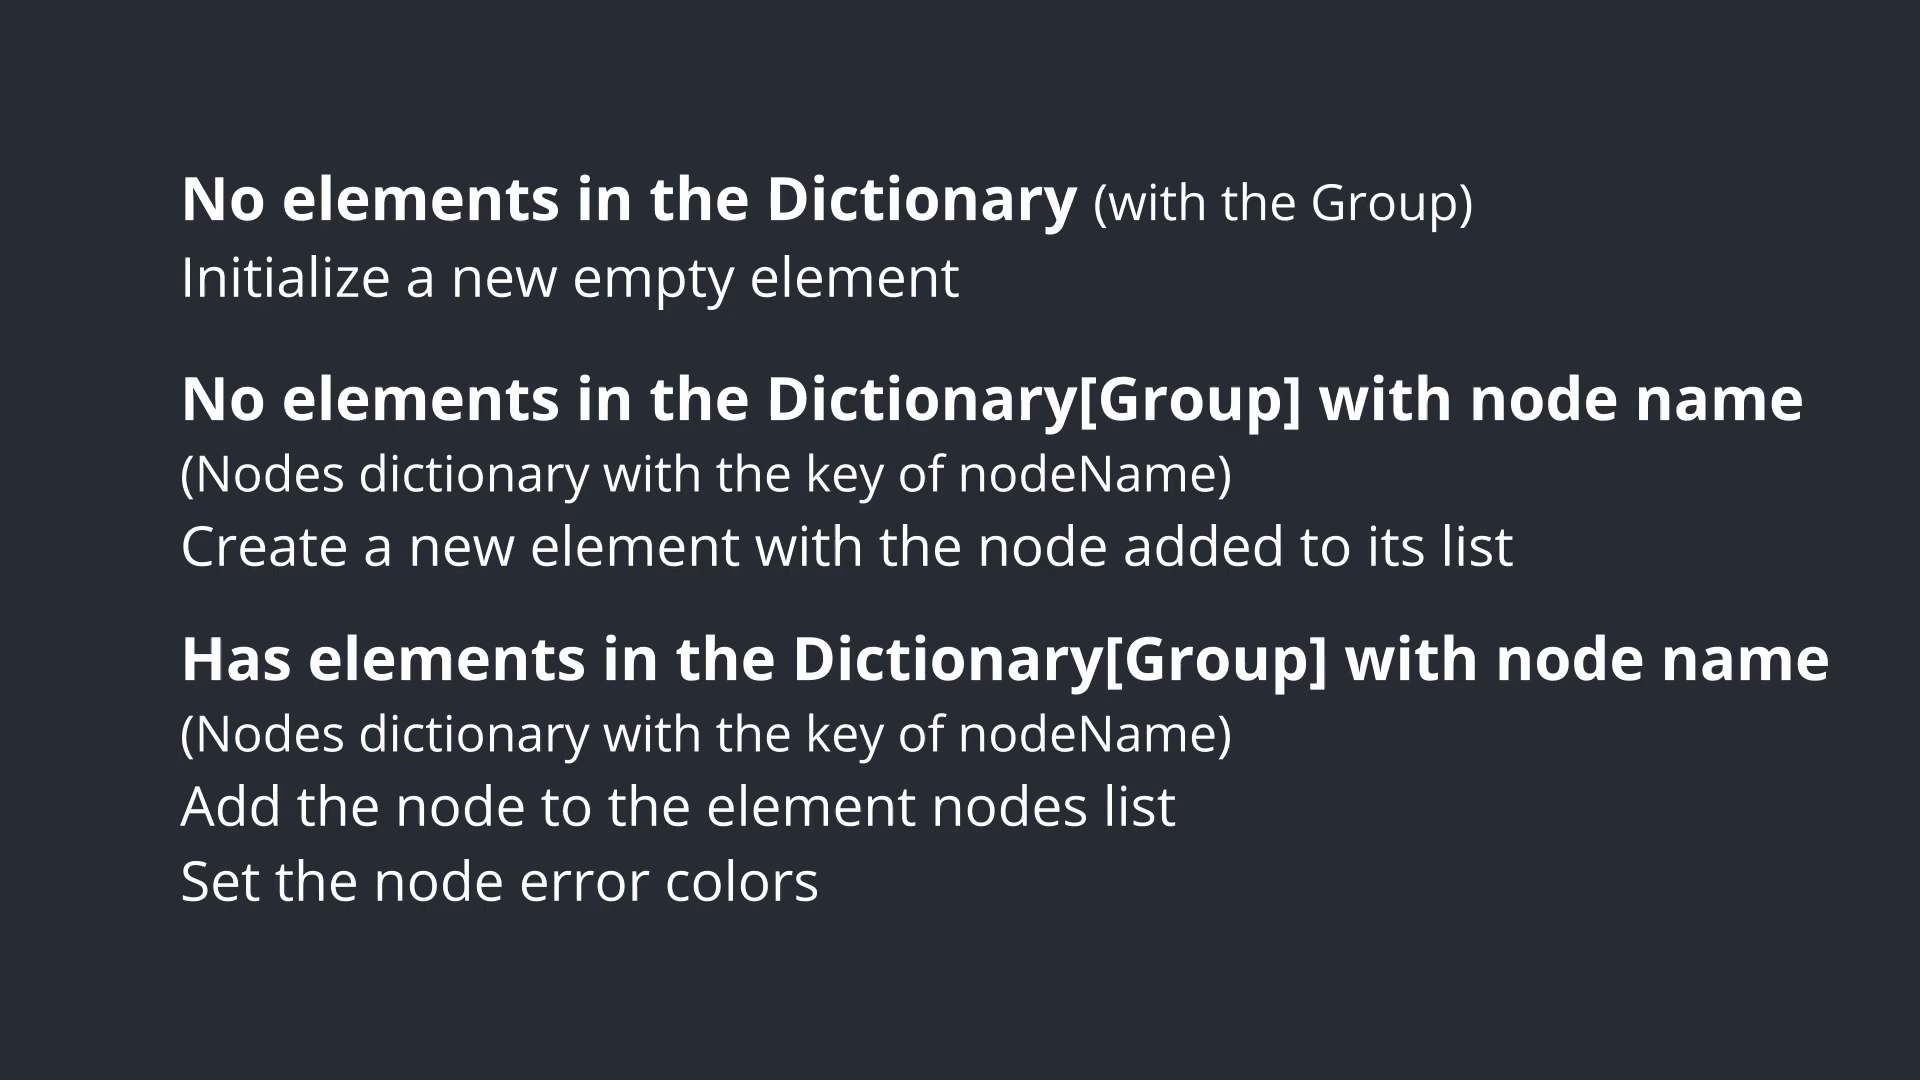 No elements in the Dictionary (with the Group)
Initialize a new empty element
No elements in the Dictionary[Group] with node name
(Nodes dictionary with the key of nodeName)
Create a new element with the node added to its list
Has elements in the Dictionary[Group] with node name
(Nodes dictionary with the key of nodeName)
Add the node to the element nodes list
Set the node error colors